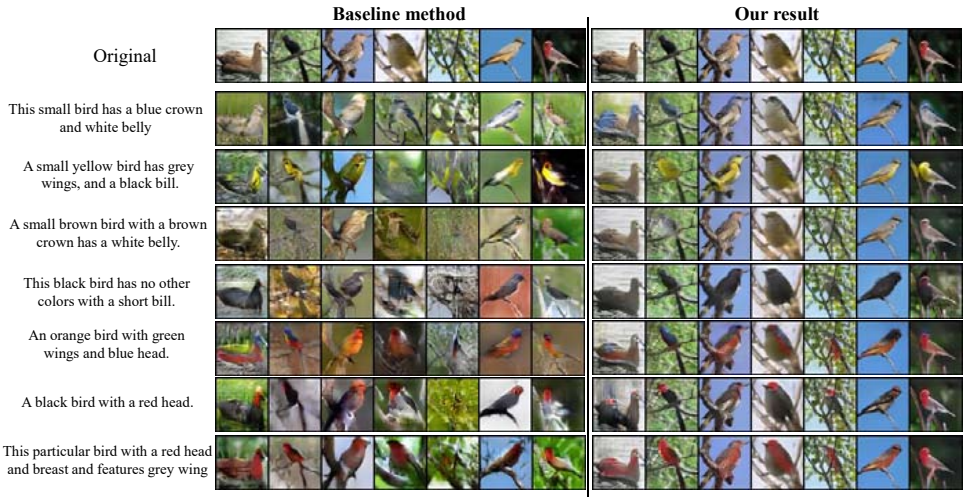 Baseline method
Our result
Original
This small bird has a blue crown
and white belly
A small yellow bird has grey
wings, and a black bill.
A small brown bird with a brown
crown has a white belly.
This black bird has no other
colors with a short bill.
An orange bird with green
wings and blue head.
A black bird with a red head.
This particular bird with a red head
and breast and features grey wing